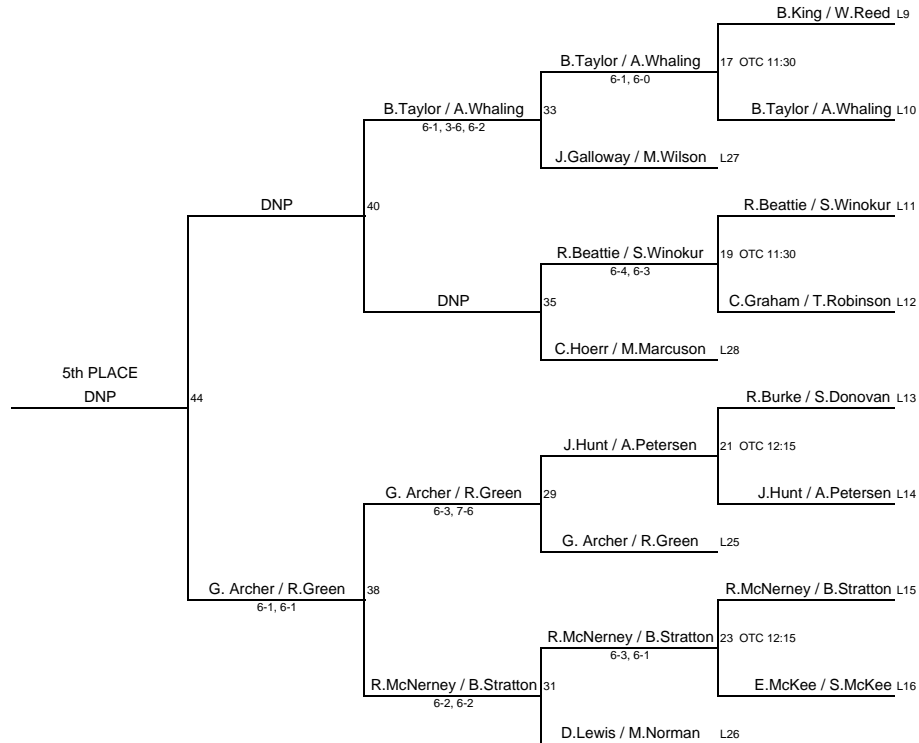 B.King / W.Reed L9
B.Taylor / A.Whaling 17 OTC 11:30
6-1, 6-0
B.Taylor / A.Whaling 33 B.Taylor / A.Whaling L10
6-1, 3-6, 6-2
J.Galloway / M.Wilson L27
DNP 40 R.Beattie / S.Winokur L11
R.Beattie / S.Winokur 19 OTC 11:30
6-4, 6-3
DNP 35 C.Graham / T.Robinson L12
C.Hoerr / M.Marcuson L28
5th PLACE
DNP 44 R.Burke / S.Donovan L13
J.Hunt / A.Petersen 21 OTC 12:15
G. Archer / R.Green 29 J.Hunt / A.Petersen L14
6-3, 7-6
G. Archer / R.Green L25
G. Archer / R.Green 38 R.McNerney / B.Stratton L15
6-1, 6-1
R.McNerney / B.Stratton 23 OTC 12:15
6-3, 6-1
R.McNerney / B.Stratton 31 E.McKee / S.McKee L16
6-2, 6-2
D.Lewis / M.Norman L26